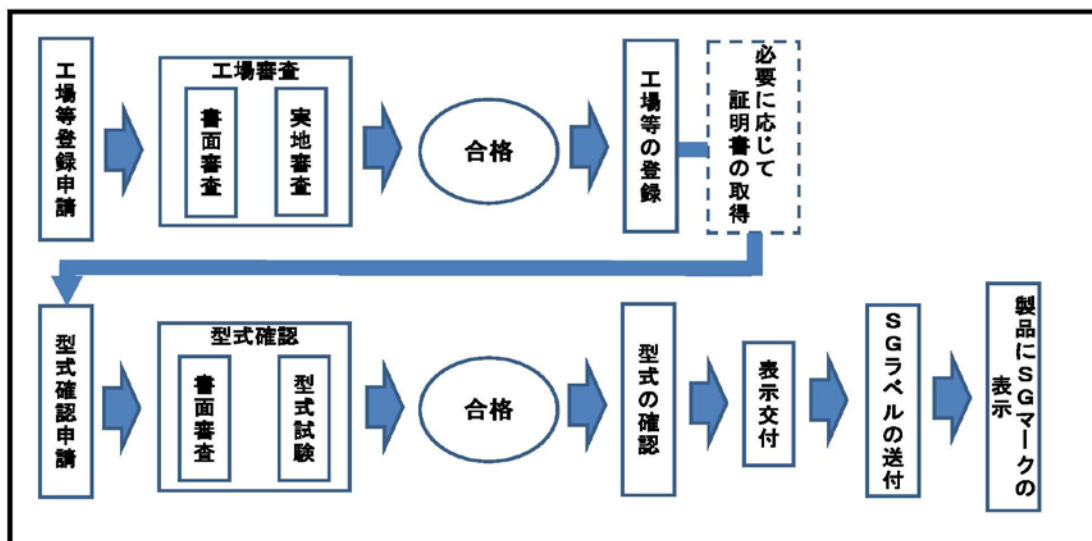 工場等登録申請
工場審査
書面審査
実地審査
合格
工場等の登録
必要に応じて
証明書の取得
型式確認申請
型式確認
書面審査
型式試験
合格
型式の確認
表示交付
SGラベルの送付
製品にSGマークの
表示